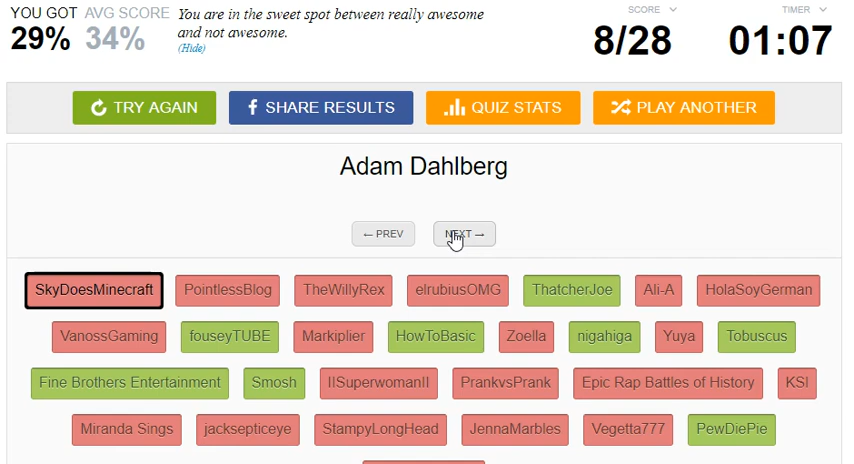 YOU GOT AVG SCORE You are in the sweet spot between really awesome SCORE TIMER
29% 34% and not awesome. 8/28 01:07
(Hide)
TRY AGAIN f SHARE RESULTS QUIZ STATS PLAY ANOTHER
Adam Dahlberg
← PREV NEXT →
SkyDoesMinecraft PointlessBlog TheWillyRex elrubiusOMG ThatcherJoe Ali-A HolaSoyGerman
VanossGaming fouseyTUBE Markiplier HowToBasic Zoella nigahiga Yuya Tobuscus
Fine Brothers Entertainment Smosh IISuperwomanII PrankvsPrank Epic Rap Battles of History KSI
Miranda Sings jacksepticeye StampyLongHead JennaMarbles Vegetta777 PewDiePie